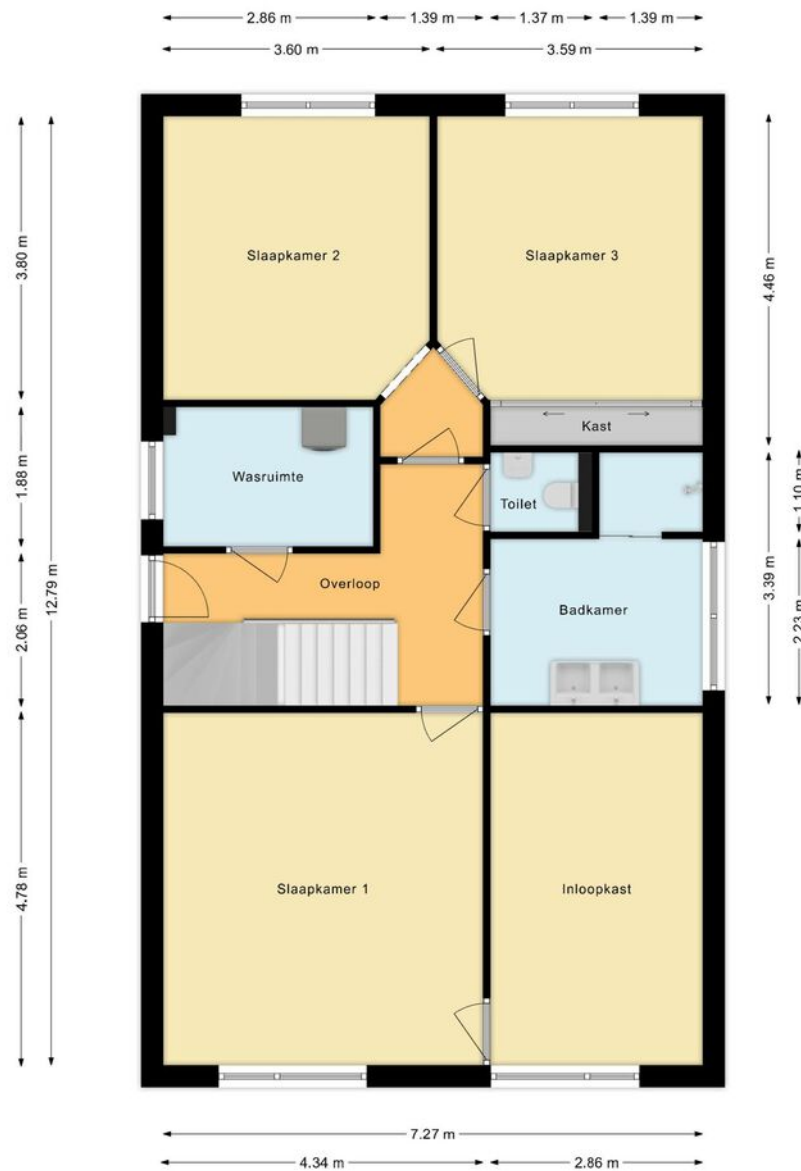 2.86 m 1.39 m 1.37 m 1.39 m
3.60 m 3.59 m
Slaapkamer 2
Slaapkamer 3
3.80 m
4.46 m
Kast
Wasruimte
1.88 m
Toilet
1.10 m
Overloop
12.79 m
3.39 m
Badkamer
2.06 m
2.23 m
Slaapkamer 1
Inloopkast
4.78 m
7.27 m
4.34 m 2.86 m